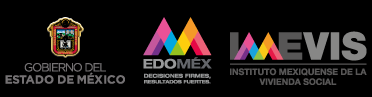 GOBIERNO DEL
ESTADO DE MÉXICO
EDOMÉX
DECISIONES FIRMES,
RESULTADOS FUERTES.
IMEVIS
INSTITUTO MEXIQUENSE DE LA
VIVIENDA SOCIAL